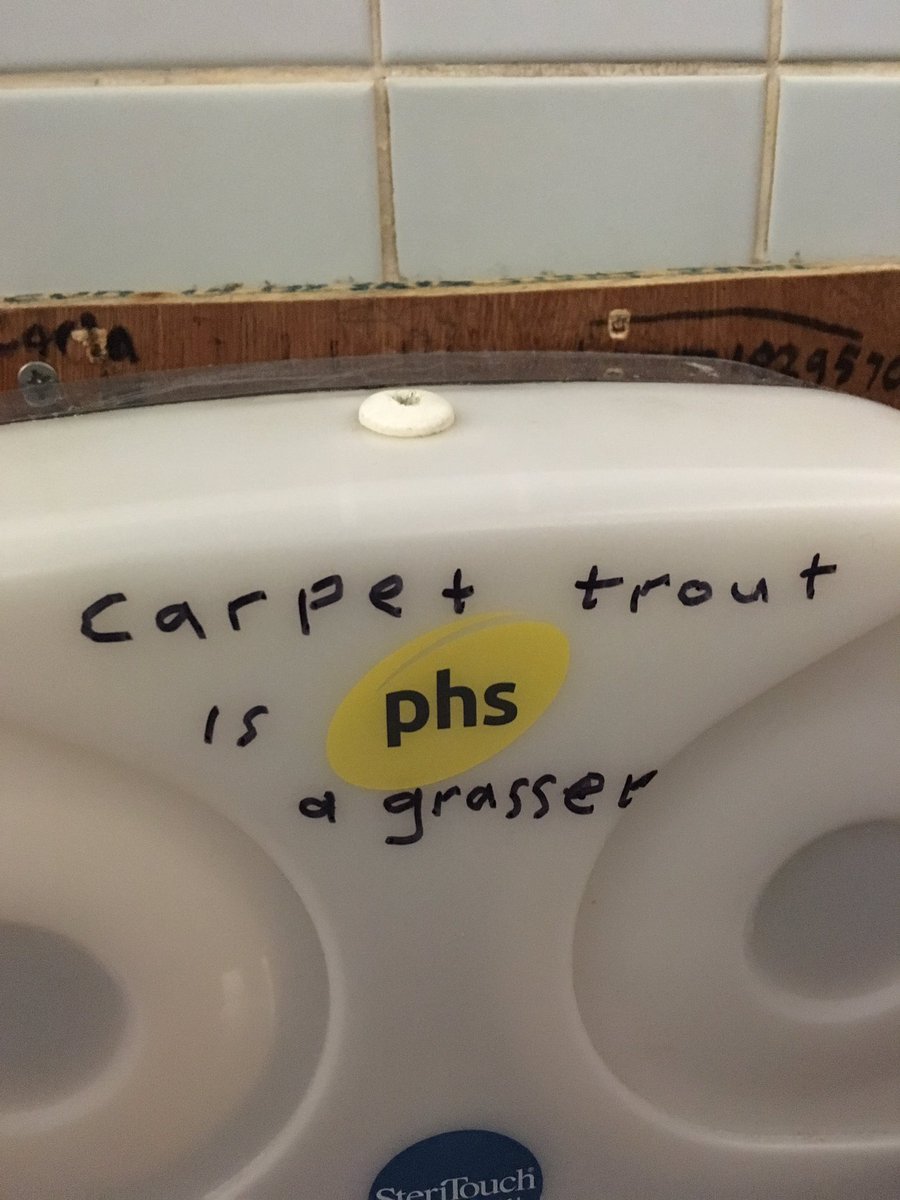 carpet trout
is phs
a grasser
SteriTouch